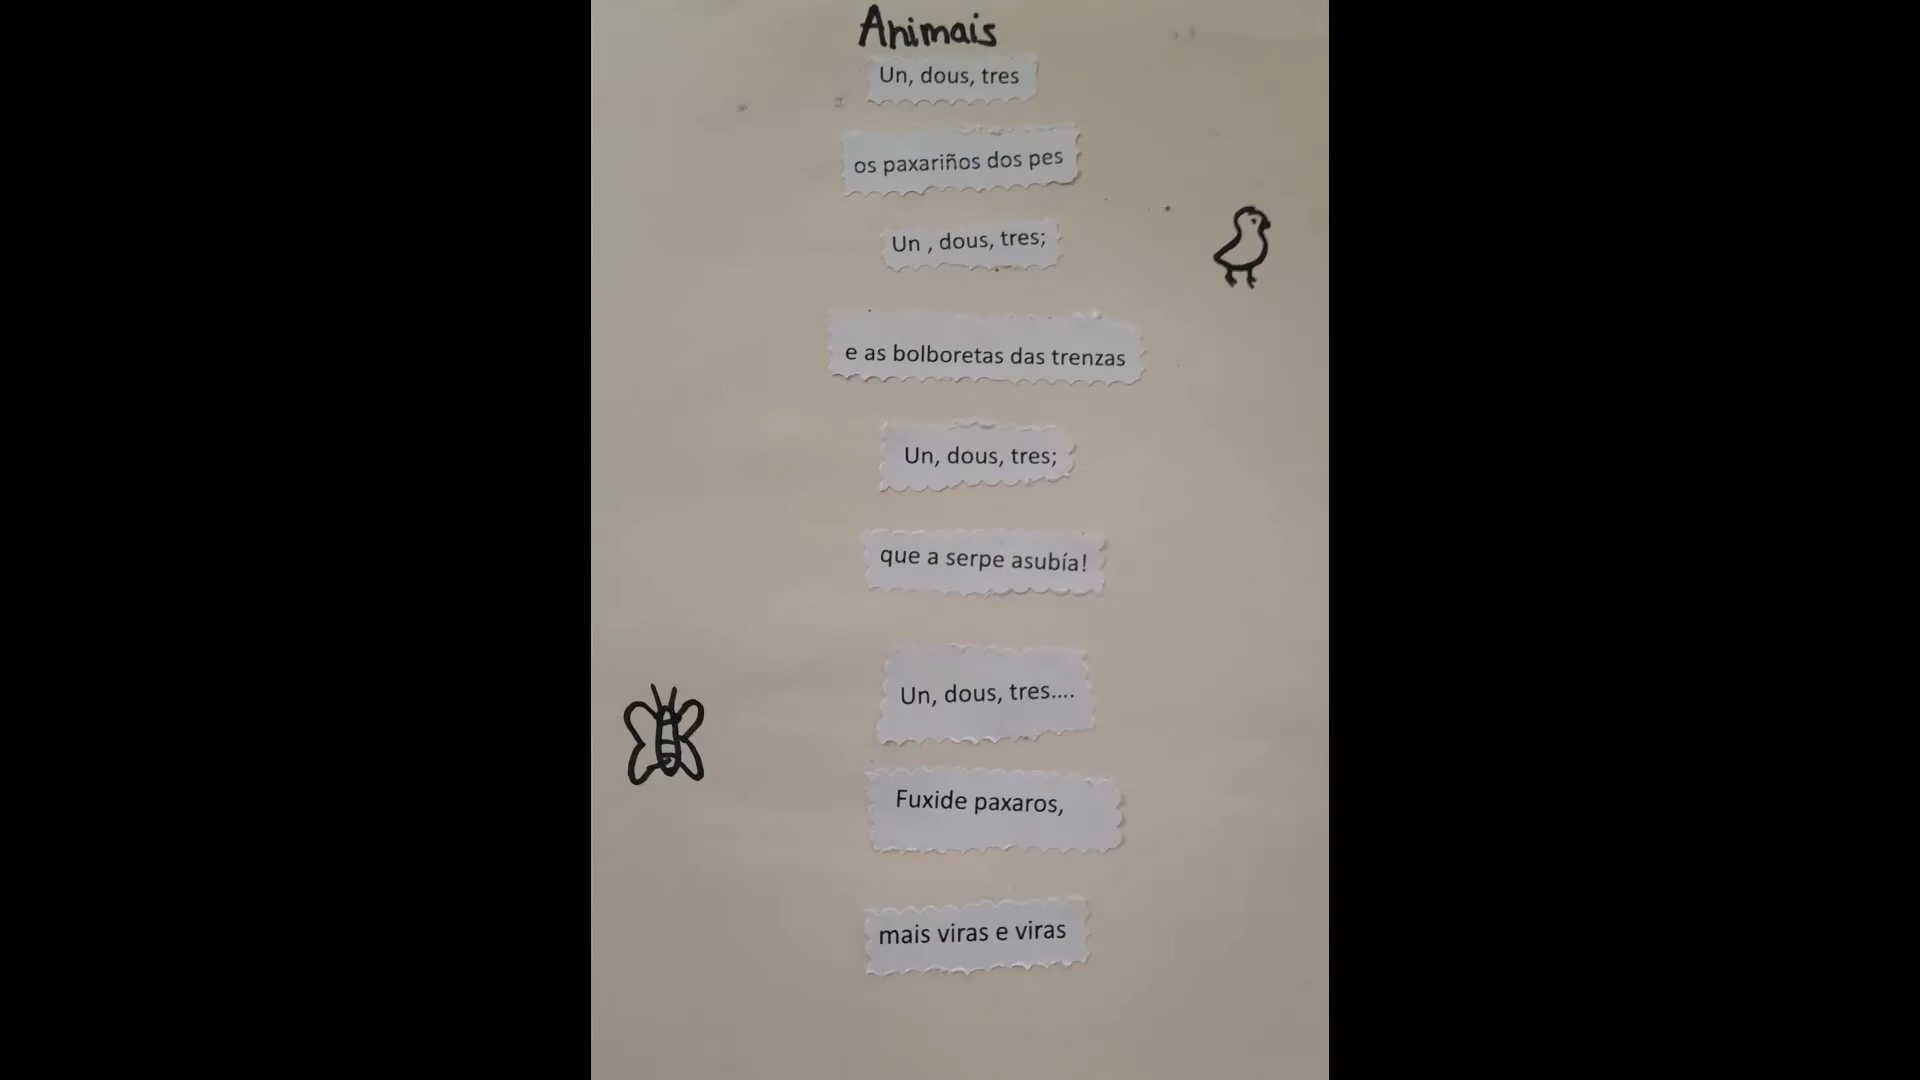 Animais
Un, dous, tres
os paxariños dos pes
Un , dous, tres;
e as bolboretas das trenzas
Un, dous, tres;
que a serpe asubía!
Un, dous, tres....
Fuxide paxaros,
mais viras e viras